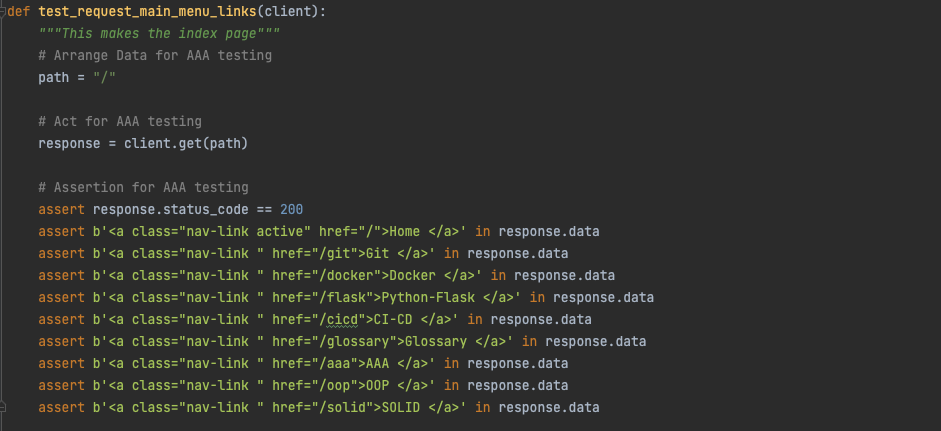 def test_request_main_menu_links(client):
"""This makes the index page"""
# Arrange Data for AAA testing
path = "/"
# Act for AAA testing
response = client.get(path)
# Assertion for AAA testing
assert response.status_code == 200
assert b'<a class="nav-link active" href="/">Home </a>' in response.data
assert b'<a class="nav-link " href="/git">Git </a>' in response.data
assert b'<a class="nav-link " href="/docker">Docker </a>' in response.data
assert b'<a class="nav-link " href="/flask">Python-Flask </a>' in response.data
assert b'<a class="nav-link " href="/cicd">CI-CD </a>' in response.data
assert b'<a class="nav-link " href="/glossary">Glossary </a>' in response.data
assert b'<a class="nav-link " href="/aaa">AAA </a>' in response.data
assert b'<a class="nav-link " href="/oop">OOP </a>' in response.data
assert b'<a class="nav-link " href="/solid">SOLID </a>' in response.data